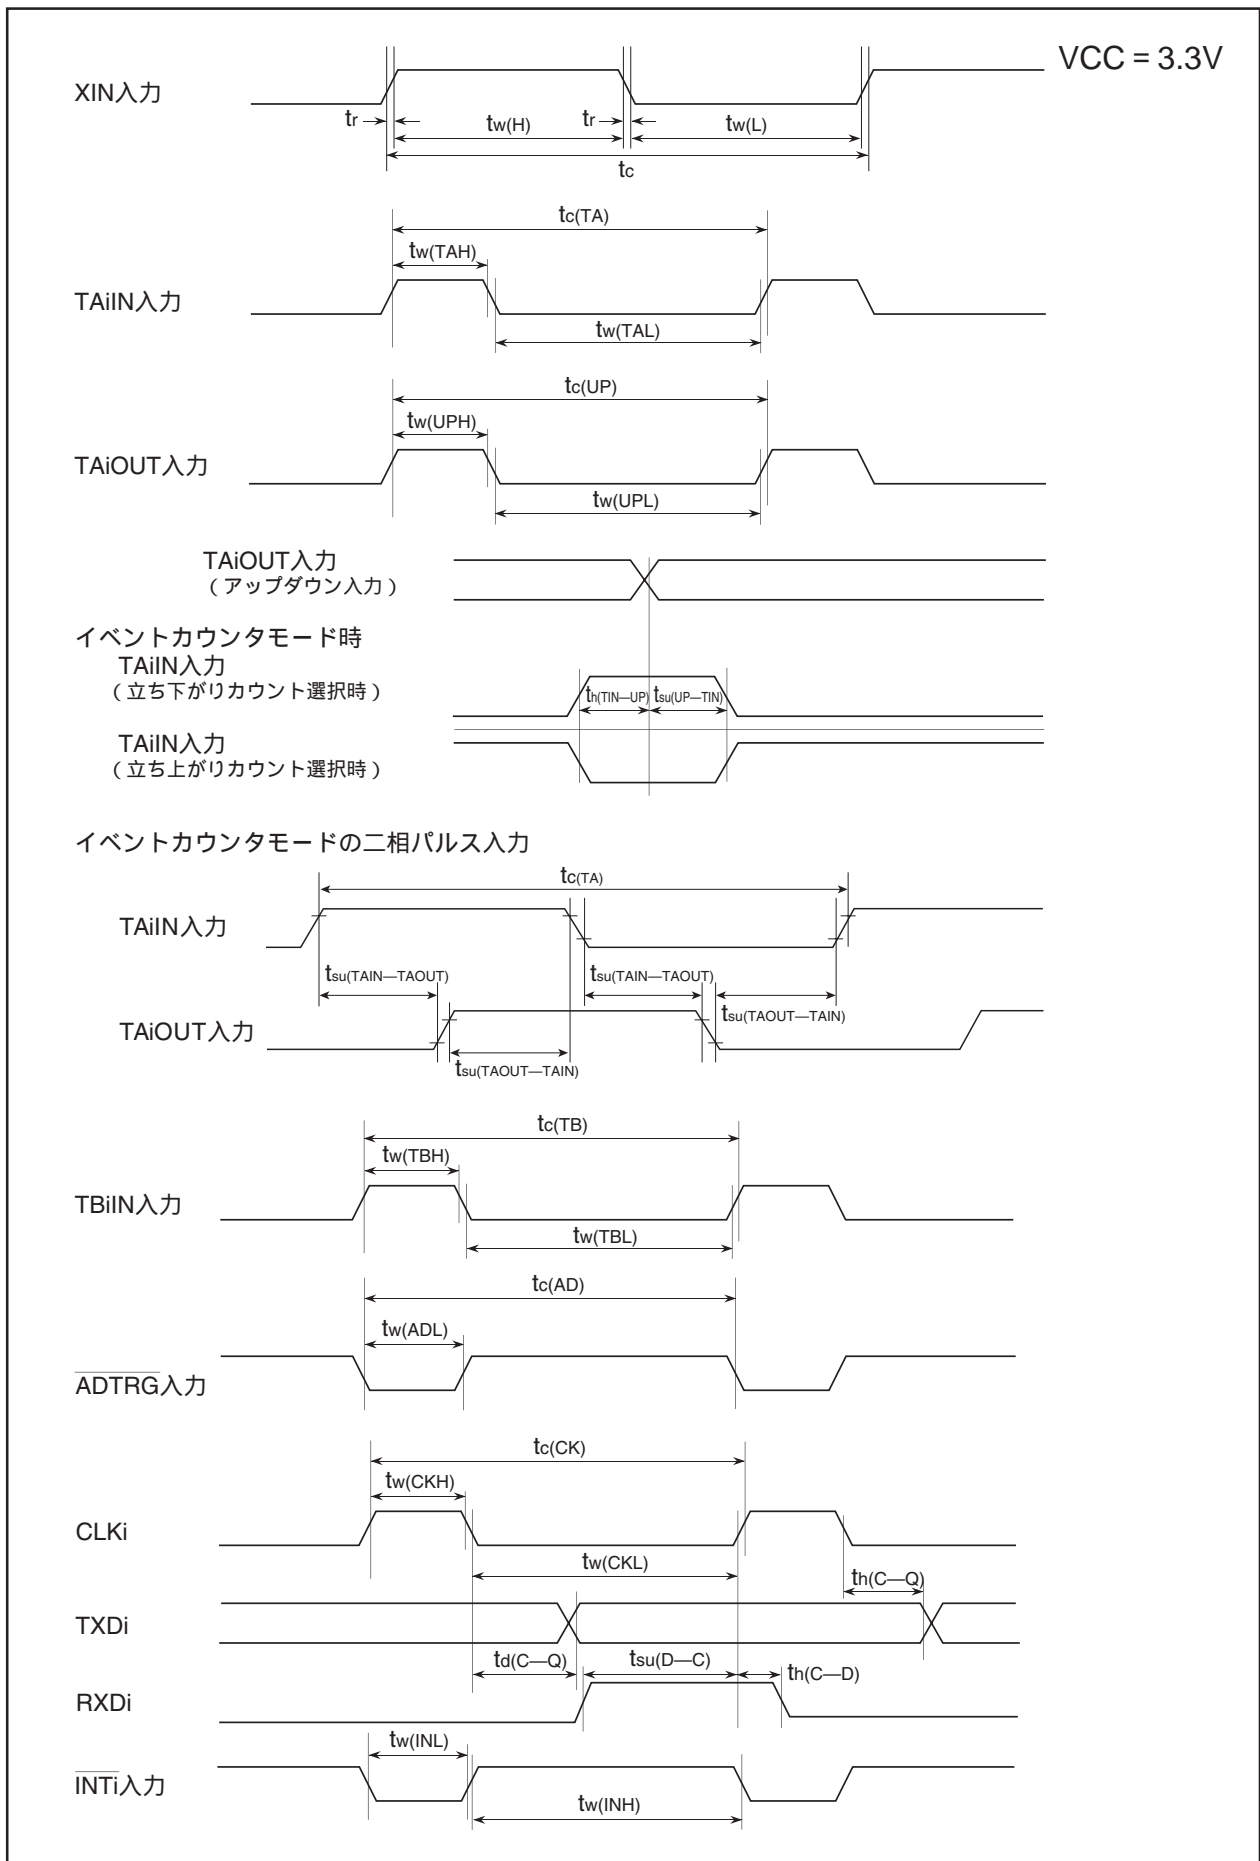 VCC = 3.3V
XIN入力
tr
tw(H)
tr
tw(L)
tc
tc(TA)
tw(TAH)
TAiIN入力
tw(TAL)
tc(UP)
tw(UPH)
TAiOUT入力
tw(UPL)
TAiOUT入力
(アップダウン入力)
イベントカウンタモード時
TAiIN入力
(立ち下がりカウント選択時)
th(TIN—UP)
tsu(UP—TIN)
TAiIN入力
(立ち上がりカウント選択時)
イベントカウンタモードの二相パルス入力
tc(TA)
TAiIN入力
tsu(TAIN—TAOUT)
tsu(TAIN—TAOUT)
tsu(TAOUT—TAIN)
TAiOUT入力
tsu(TAOUT—TAIN)
tc(TB)
tw(TBH)
TBiIN入力
tw(TBL)
tc(AD)
tw(ADL)
ADTRG入力
tc(CK)
tw(CKH)
CLKi
tw(CKL)
th(C—Q)
TXDi
td(C—Q)
tsu(D—C)
th(C—D)
RXDi
tw(INL)
INTi入力
tw(INH)